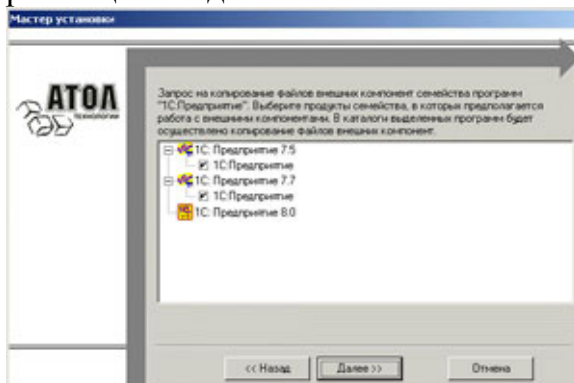 Мастер установки
АТОЛ
ТЕХНОЛОГИИ
Запрос на копирование файлов внешних компонент семейства программ
"1С:Предприятие". Выберите продукты семейства, в которых предполагается
работа с внешними компонентами. В каталоги выделенных программ будет
осуществлено копирование файлов внешних компонент.
1С: Предприятие 7.5
1С:Предприятие
1С: Предприятие 7.7
1С:Предприятие
1С: Предприятие 8.0
<< Назад
Далее >>
Отмена